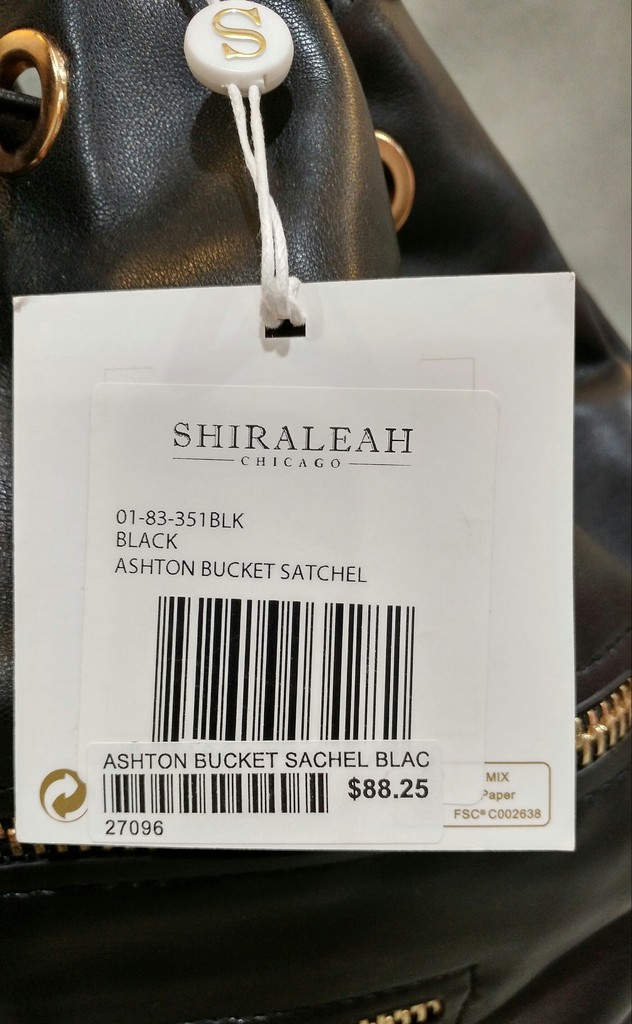 S
SHIRALEAH
CHICAGO
01-83-351BLK
BLACK
ASHTON BUCKET SATCHEL
ASHTON BUCKET SACHEL BLAC
$88.25
27096
MIX
Paper
FSC® C002638